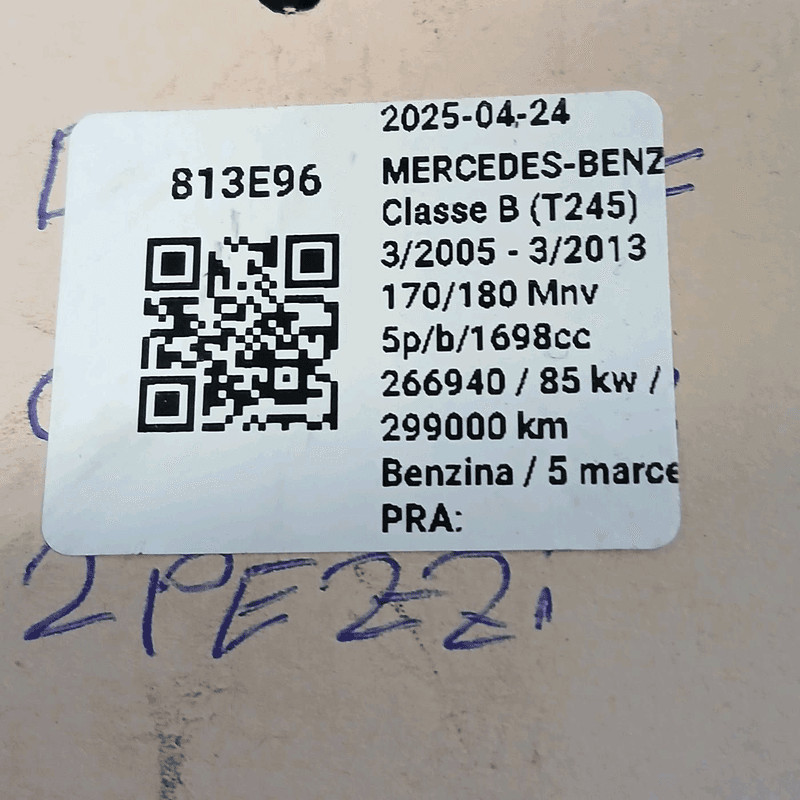 813E96
2025-04-24
MERCEDES-BENZ
Classe B (T245)
3/2005 - 3/2013
170/180 Mnv
5p/b/1698cc
266940 / 85 kw /
299000 km
Benzina / 5 marce
PRA:
2PEZZI